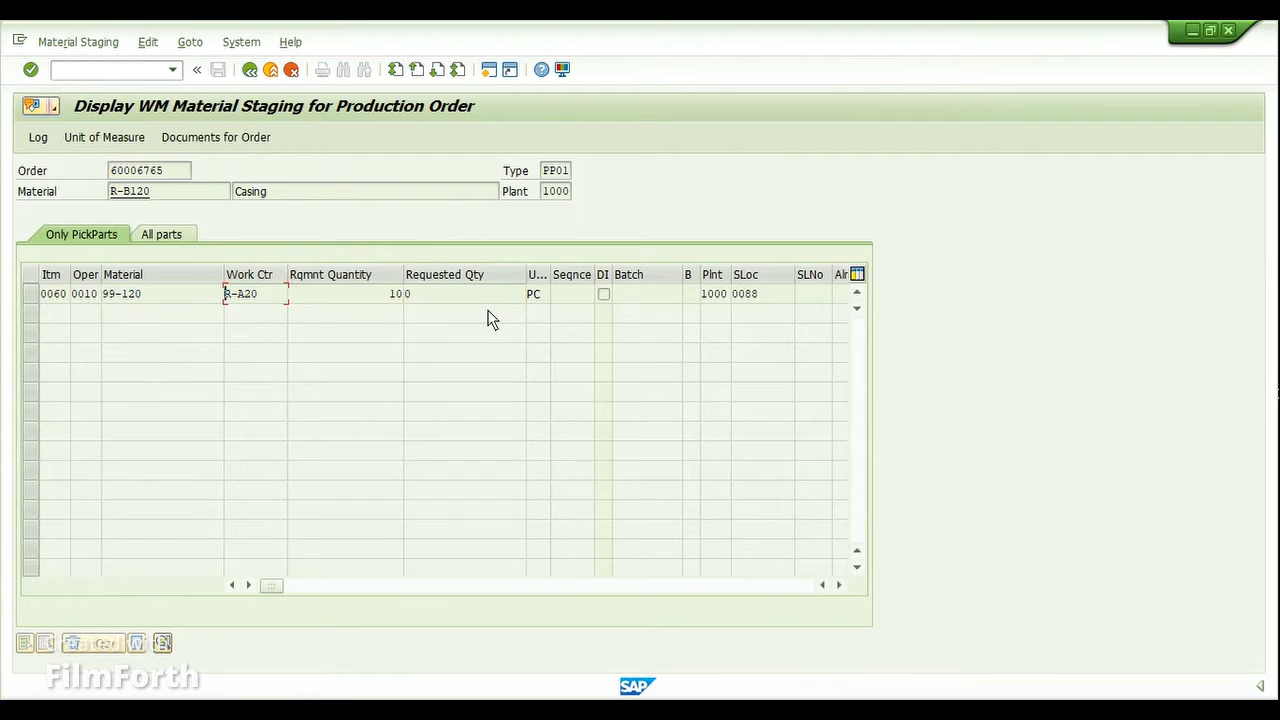 Material Staging Edit Goto System Help
Display WM Material Staging for Production Order
Log Unit of Measure Documents for Order
Order 60006765 Type PP01
Material R-B120 Casing Plant 1000
Only PickParts All parts
Itm Oper Material Work Ctr Rqmnt Quantity Requested Qty U... Seqnce DI Batch B Plnt SLoc SLNo Alr
0060 0010 99-120 R-A20 10 0 PC 1000 0088
FilmForth
SAP